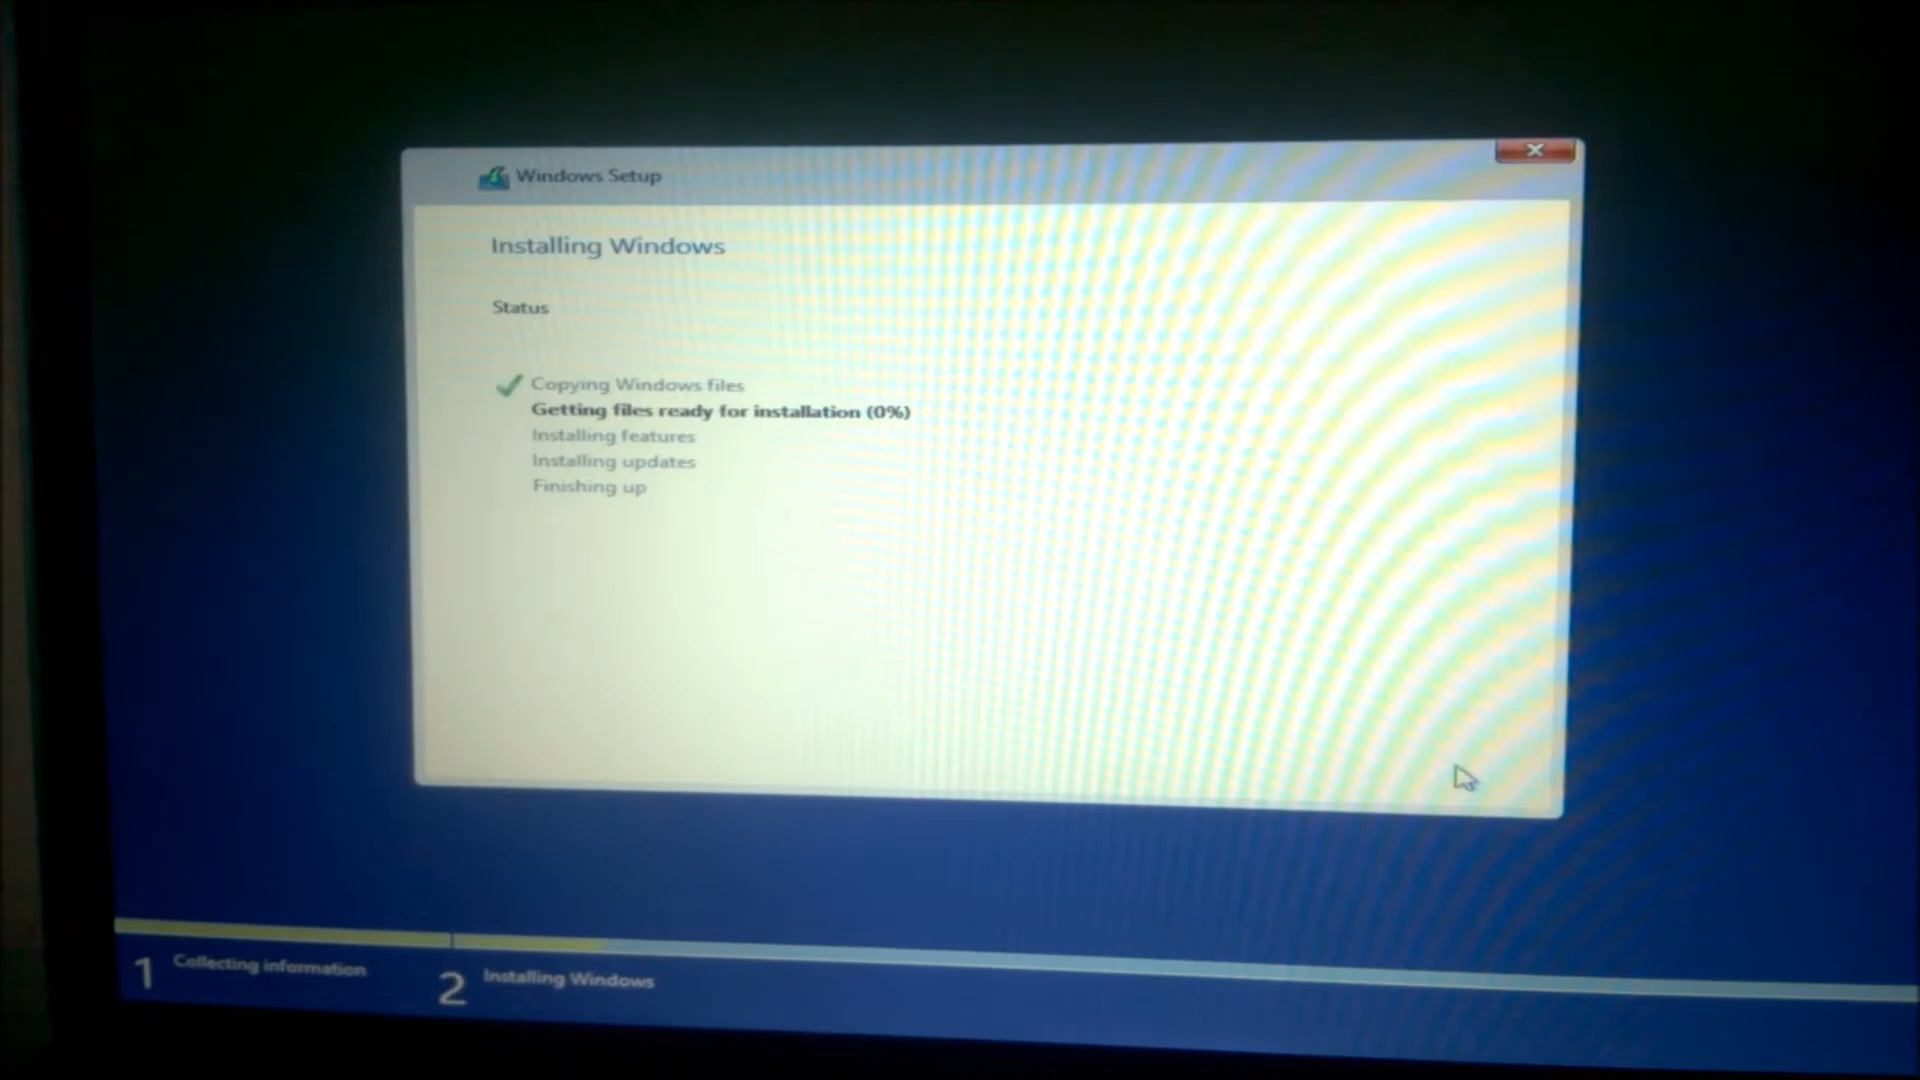 Windows Setup
Installing Windows
Status
Copying Windows files
Getting files ready for installation (0%)
Installing features
Installing updates
Finishing up
1 Collecting information
2 Installing Windows